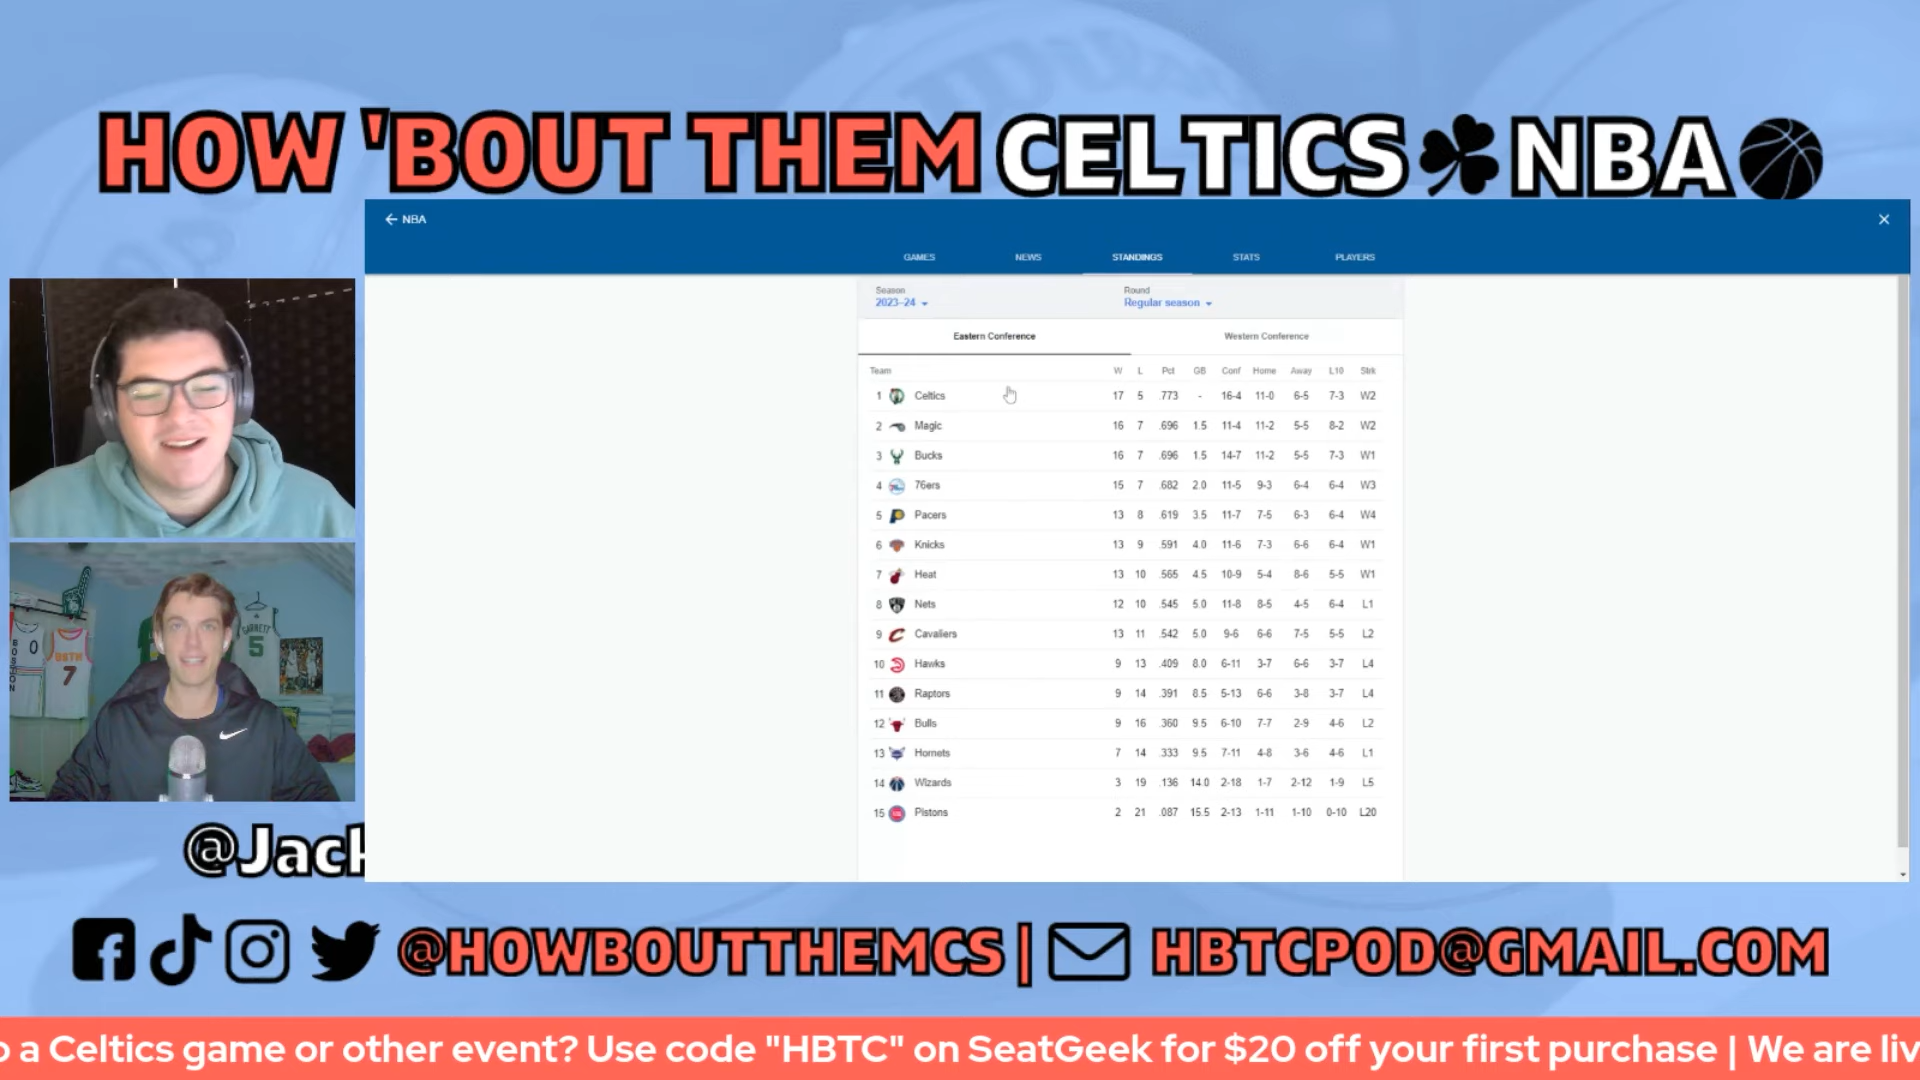 HOW 'BOUT THEM CELTICS NBA
← NBA
GAMES NEWS STANDINGS STATS PLAYERS
Season Round
2023–24 Regular season
Eastern Conference Western Conference
Team W L Pct GB Conf Home Away L10 Strk
1 Celtics 17 5 .773 - 16-4 11-0 6-5 7-3 W2
2 Magic 16 7 .696 1.5 11-4 11-2 5-5 8-2 W2
3 Bucks 16 7 .696 1.5 14-7 11-2 5-5 7-3 W1
4 76ers 15 7 .682 2.0 11-5 9-3 6-4 6-4 W3
5 Pacers 13 8 .619 3.5 11-7 7-5 6-3 6-4 W4
6 Knicks 13 9 .591 4.0 11-6 7-3 6-6 6-4 W1
7 Heat 13 10 .565 4.5 10-9 5-4 8-6 5-5 W1
8 Nets 12 10 .545 5.0 11-8 8-5 4-5 6-4 L1
9 Cavaliers 13 11 .542 5.0 9-6 6-6 7-5 5-5 L2
10 Hawks 9 13 .409 8.0 6-11 3-7 6-6 3-7 L4
11 Raptors 9 14 .391 8.5 5-13 6-6 3-8 3-7 L4
12 Bulls 9 16 .360 9.5 6-10 7-7 2-9 4-6 L2
13 Hornets 7 14 .333 9.5 7-11 4-8 3-6 4-6 L1
14 Wizards 3 19 .136 14.0 2-18 1-7 2-12 1-9 L5
15 Pistons 2 21 .087 15.5 2-13 1-11 1-10 0-10 L20
BOSTON
0
7
GARNETT
5
@Jack
@HOWBOUTTHEMCS | HBTCPOD@GMAIL.COM
o a Celtics game or other event? Use code "HBTC" on SeatGeek for $20 off your first purchase | We are liv